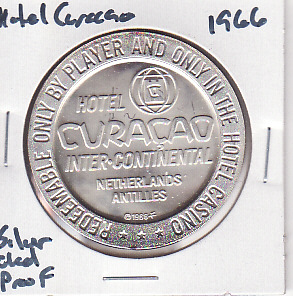 Hotel Curacao 1966
REDEEMABLE ONLY BY PLAYER AND ONLY IN THE HOTEL CASINO
HOTEL
CURAÇAO
INTER·CONTINENTAL
NETHERLANDS
ANTILLES
©1966-F
Silver
Clad
Proof